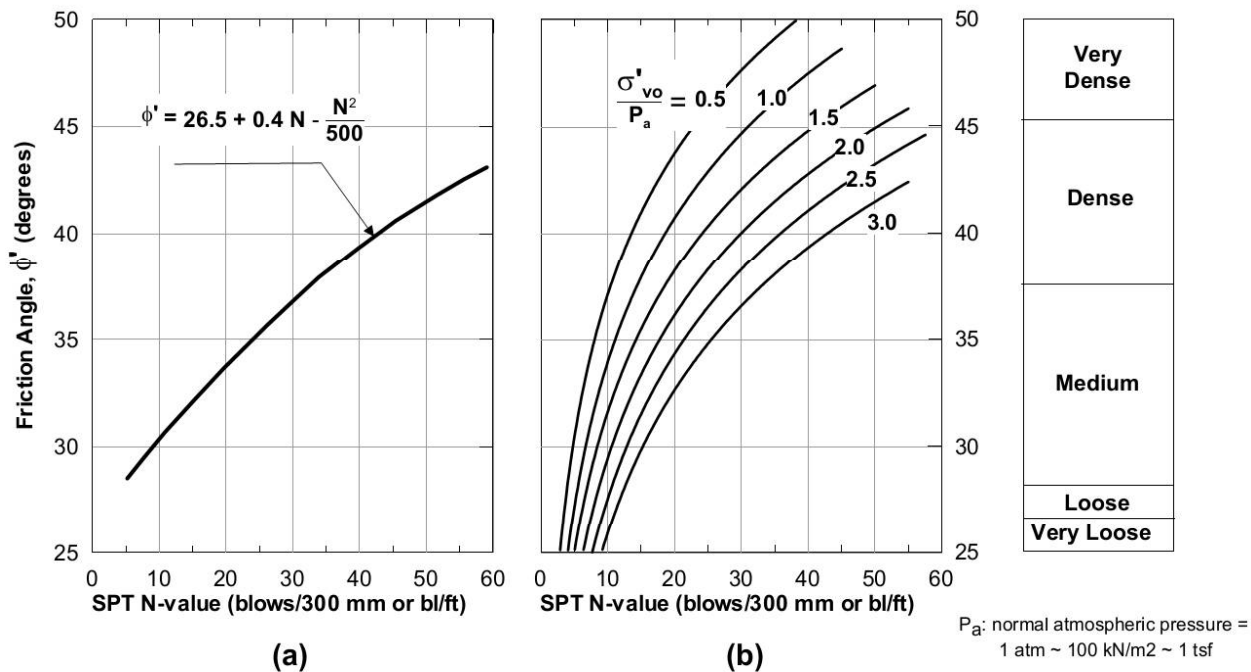 Friction Angle, ϕ' (degrees)
50
45
40
35
30
25
ϕ' = 26.5 + 0.4 N - N²/500
0 10 20 30 40 50 60
SPT N-value (blows/300 mm or bl/ft)
(a)
σ'vo/Pa = 0.5
1.0
1.5
2.0
2.5
3.0
0 10 20 30 40 50 60
SPT N-value (blows/300 mm or bl/ft)
(b)
50
45
40
35
30
25
Very
Dense
Dense
Medium
Loose
Very Loose
Pa: normal atmospheric pressure =
1 atm ~ 100 kN/m2 ~ 1 tsf